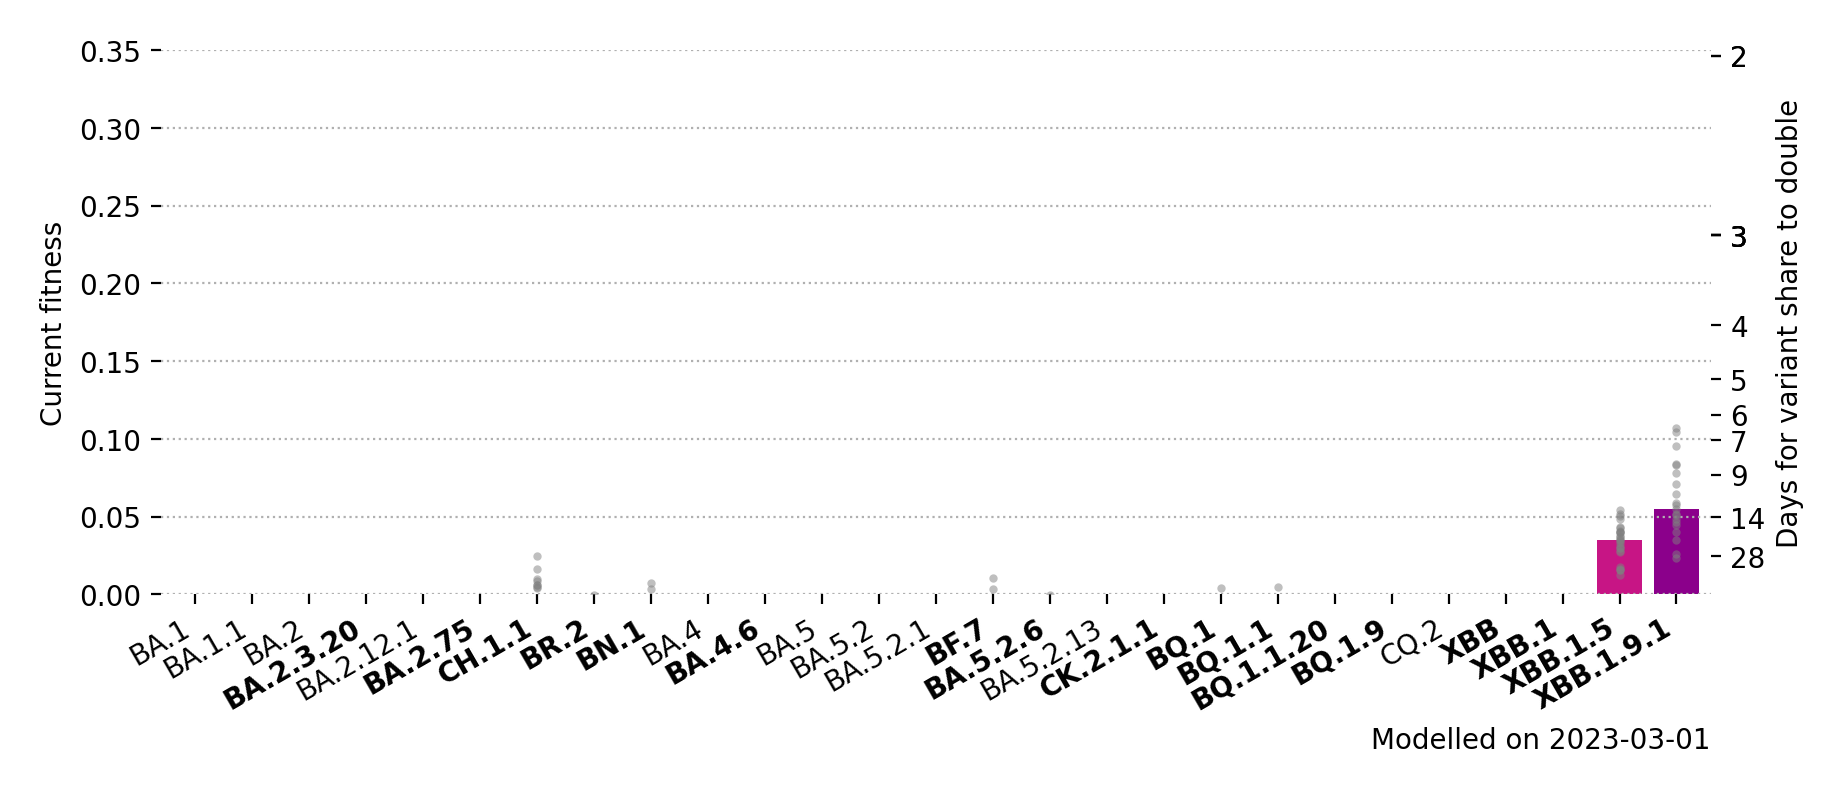 0.35
0.30
0.25
0.20
0.15
0.10
0.05
0.00
Current fitness
2
3
4
5
6
7
9
14
28
Days for variant share to double
BA.1
BA.1.1
BA.2
BA.2.3.20
BA.2.12.1
BA.2.75
CH.1.1
BR.2
BN.1
BA.4
BA.4.6
BA.5
BA.5.2
BA.5.2.1
BF.7
BA.5.2.6
BA.5.2.13
CK.2.1.1
BQ.1
BQ.1.1
BQ.1.1.20
BQ.1.9
CQ.2
XBB
XBB.1
XBB.1.5
XBB.1.9.1
Modelled on 2023-03-01